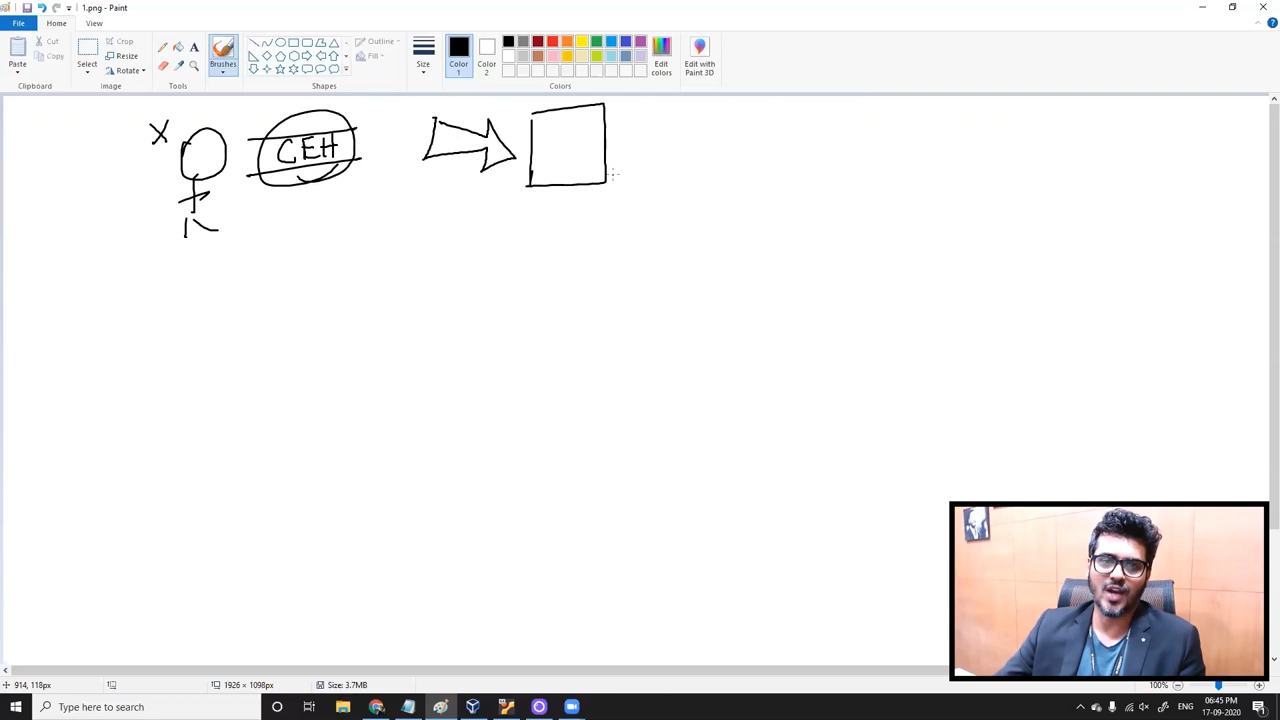 1.png - Paint
File
Home
View
Paste
Cut
Copy
Clipboard
Select
Crop
Resize
Rotate
Image
Tools
Brushes
Outline
Fill
Shapes
Size
Color 1
Color 2
Edit colors
Edit with Paint 3D
Colors
X
CEH
914, 118px
1926 × 1098px
Size: 3.7MB
100%
Type here to search
ENG
06:45 PM
17-09-2020